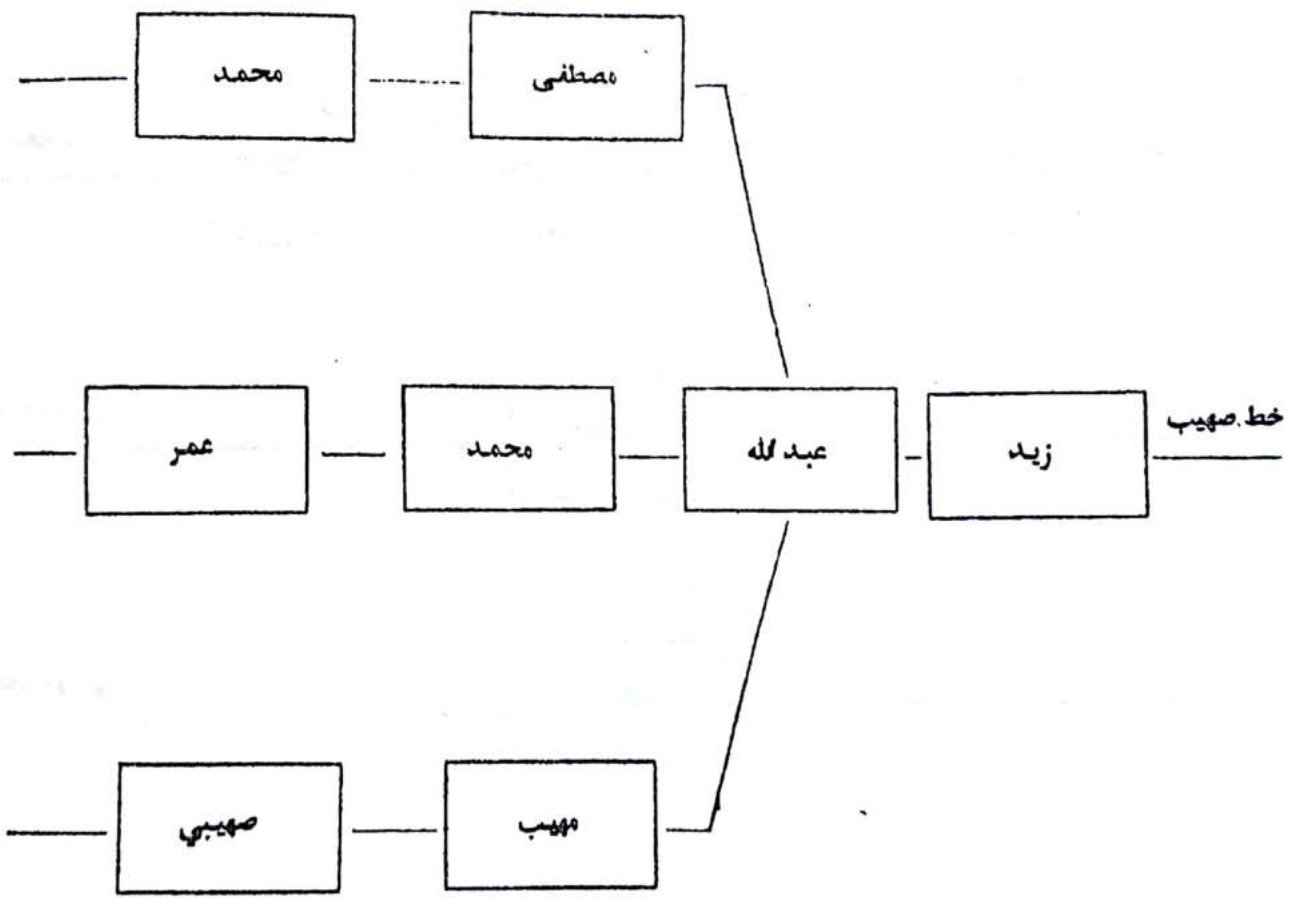 مصطفى
محمد
خط صهيب
زيد
عبد الله
محمد
عمر
مهيب
صهيبي